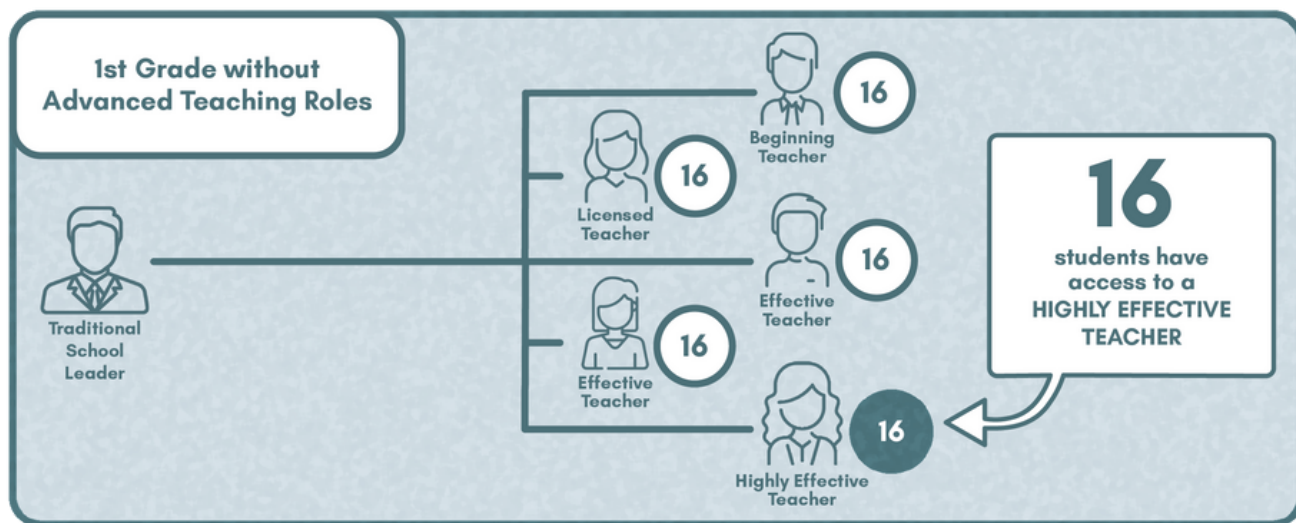 1st Grade without
Advanced Teaching Roles
Traditional
School
Leader
16
Beginning
Teacher
16
Licensed
Teacher
16
Effective
Teacher
16
Effective
Teacher
16
Highly Effective
Teacher
16
students have
access to a
HIGHLY EFFECTIVE
TEACHER